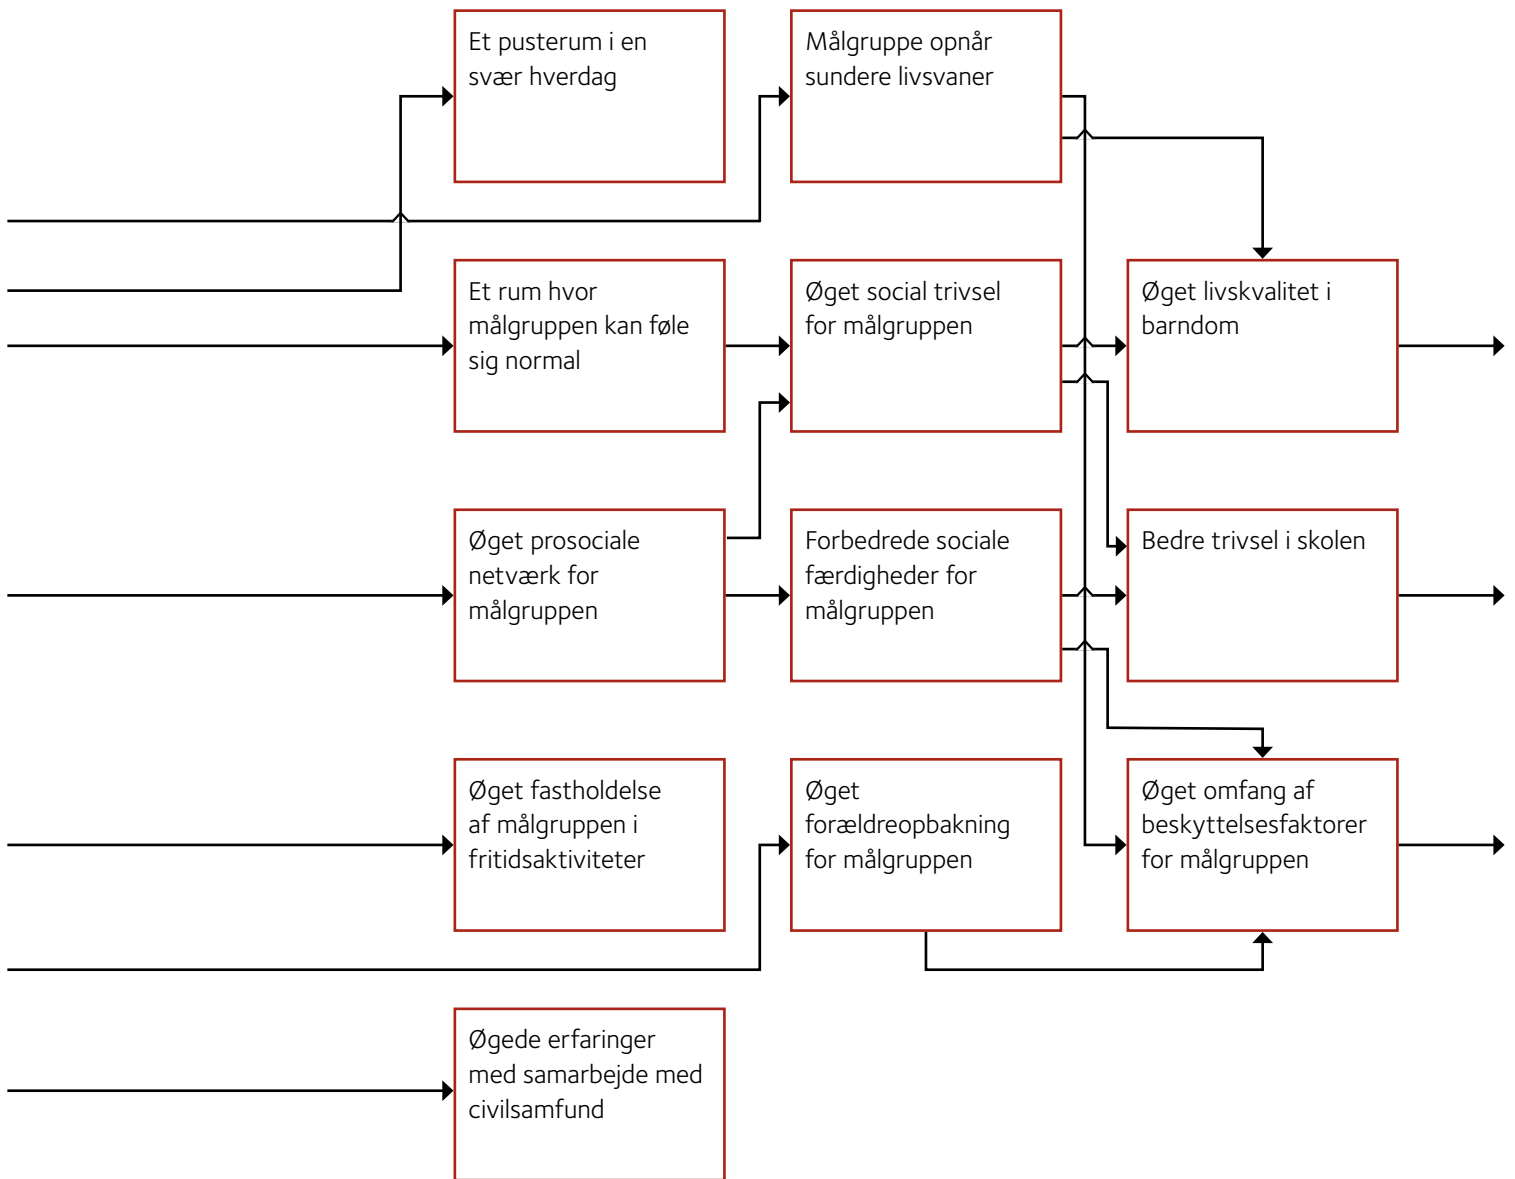 Et pusterum i en
svær hverdag
Målgruppe opnår
sundere livsvaner
Et rum hvor
målgruppen kan føle
sig normal
Øget social trivsel
for målgruppen
Øget livskvalitet i
barndom
Øget prosociale
netværk for
målgruppen
Forbedrede sociale
færdigheder for
målgruppen
Bedre trivsel i skolen
Øget fastholdelse
af målgruppen i
fritidsaktiviteter
Øget
forældreopbakning
for målgruppen
Øget omfang af
beskyttelsesfaktorer
for målgruppen
Øgede erfaringer
med samarbejde med
civilsamfund